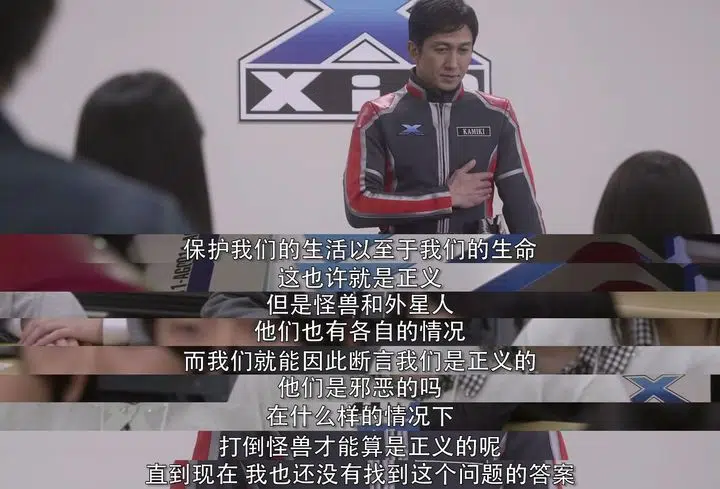 X
Xio
KAMIKI
保护我们的生活以至于我们的生命
这也许就是正义
但是怪兽和外星人
他们也有各自的情况
而我们就能因此断言我们是正义的
他们是邪恶的吗
在什么样的情况下
打倒怪兽才能算是正义的呢
直到现在 我也还没有找到这个问题的答案